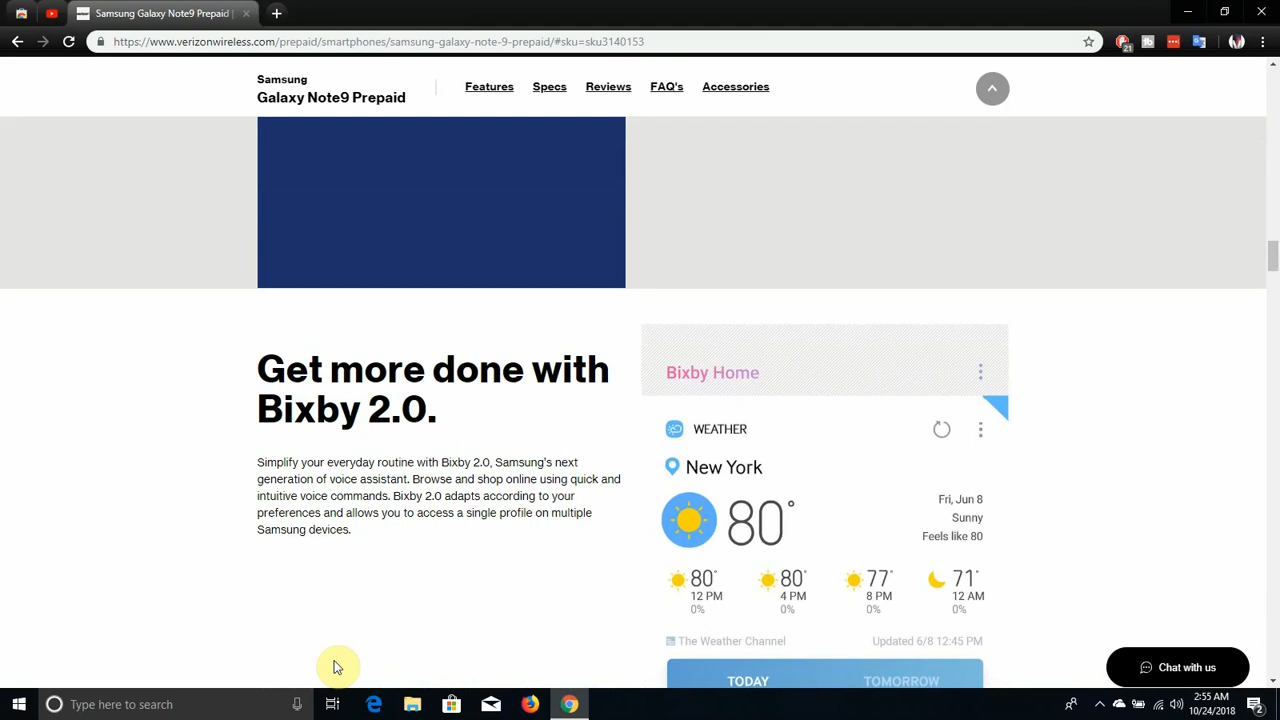 Samsung Galaxy Note9 Prepaid |
https://www.verizonwireless.com/prepaid/smartphones/samsung-galaxy-note-9-prepaid/#sku=sku3140153
21
Samsung
Galaxy Note9 Prepaid
Features Specs Reviews FAQ's Accessories
Get more done with
Bixby 2.0.
Simplify your everyday routine with Bixby 2.0, Samsung's next
generation of voice assistant. Browse and shop online using quick and
intuitive voice commands. Bixby 2.0 adapts according to your
preferences and allows you to access a single profile on multiple
Samsung devices.
Bixby Home
WEATHER
New York
80°
Fri, Jun 8
Sunny
Feels like 80
80° 80° 77° 71°
12 PM 4 PM 8 PM 12 AM
0% 0% 0% 0%
The Weather Channel Updated 6/8 12:45 PM
TODAY TOMORROW
Chat with us
Type here to search
2:55 AM
10/24/2018
2